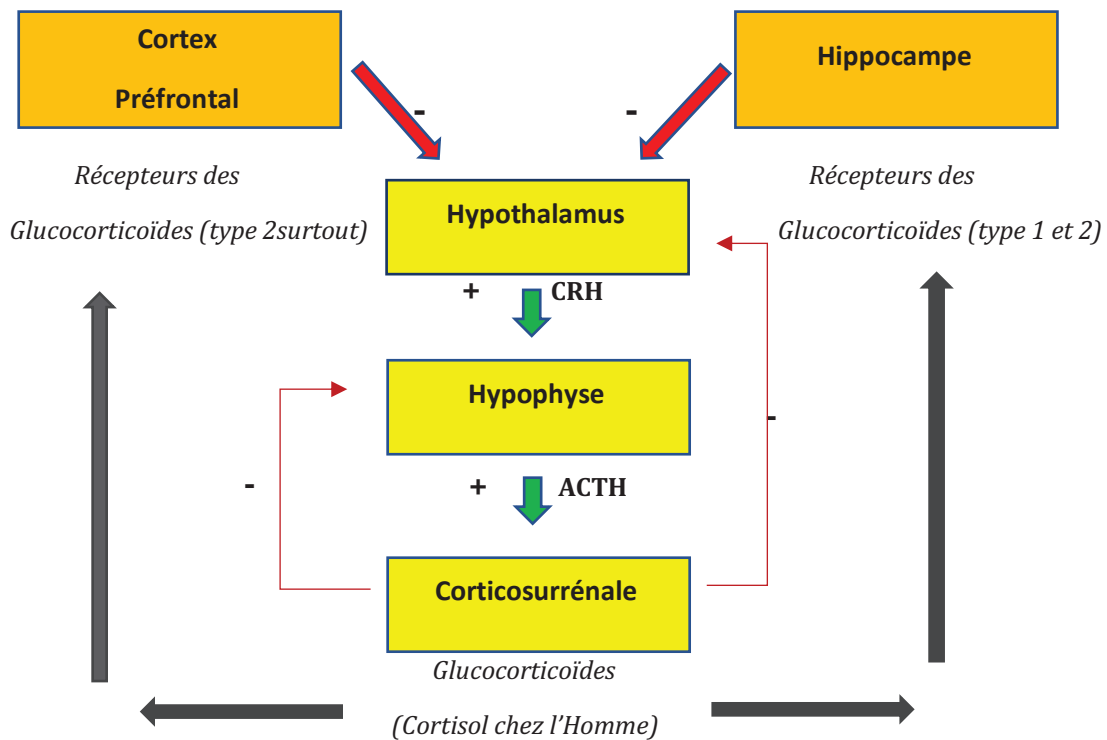 Cortex
Préfrontal
Hippocampe
-
-
Récepteurs des
Glucocorticoïdes (type 2surtout)
Récepteurs des
Glucocorticoïdes (type 1 et 2)
Hypothalamus
+ CRH
Hypophyse
-
-
+ ACTH
Corticosurrénale
Glucocorticoïdes
(Cortisol chez l’Homme)